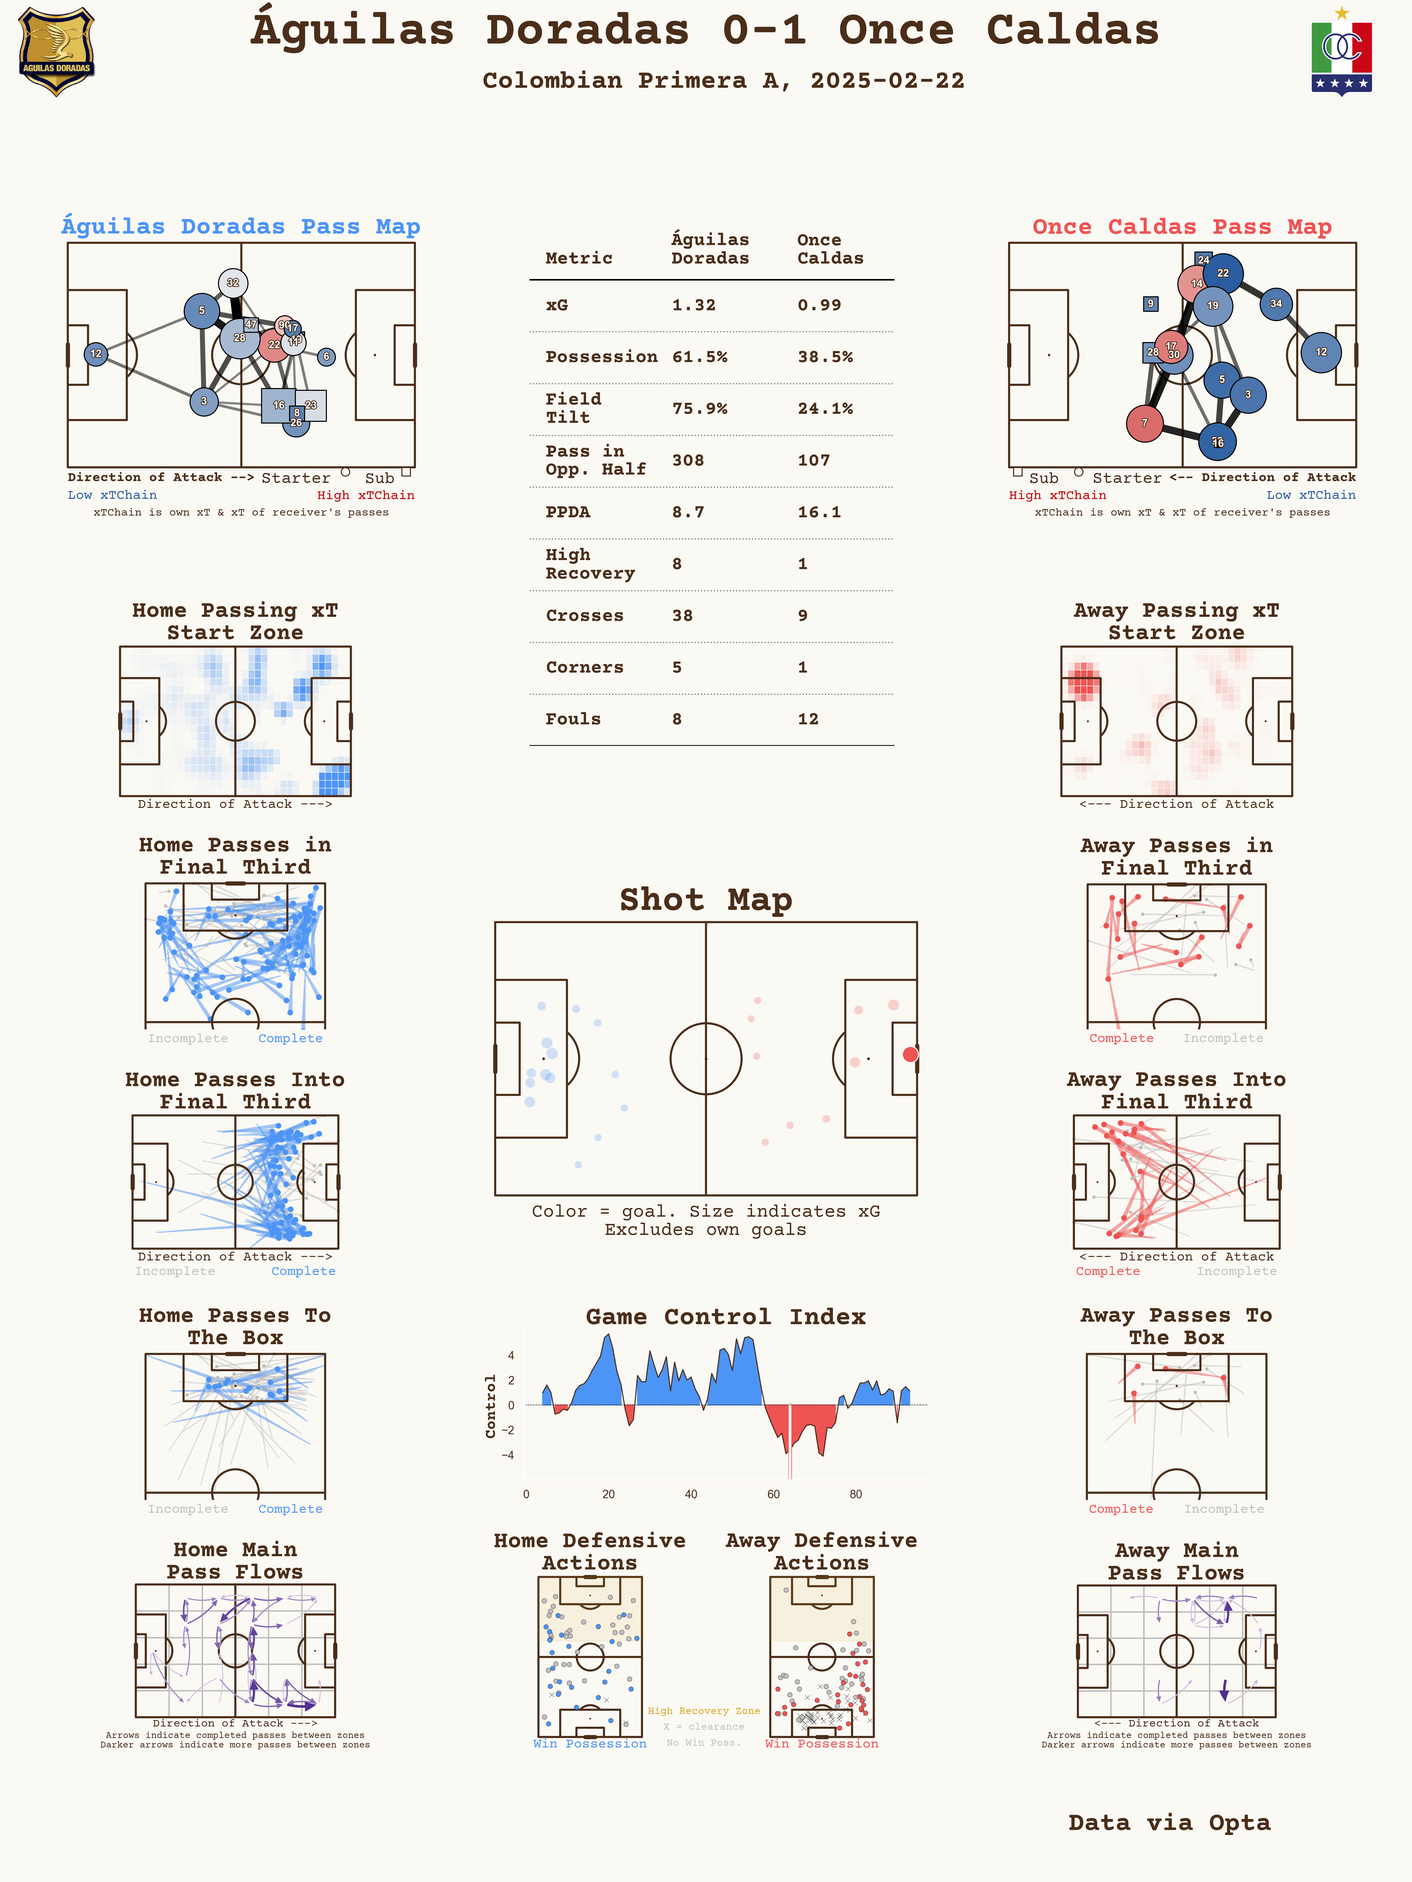 Águilas Doradas 0-1 Once Caldas
Colombian Primera A, 2025-02-22
AGUILAS DORADAS
OC
Águilas Doradas Pass Map
32
5
47
90
17
28
22
11
12
6
3
16
23
8
26
Direction of Attack --> Starter Sub
Low xTChain High xTChain
xTChain is own xT & xT of receiver's passes
Metric Águilas Doradas Once Caldas
xG 1.32 0.99
Possession 61.5% 38.5%
Field Tilt 75.9% 24.1%
Pass in Opp. Half 308 107
PPDA 8.7 16.1
High Recovery 8 1
Crosses 38 9
Corners 5 1
Fouls 8 12
Once Caldas Pass Map
24
22
14
9
19
34
17
28
30
12
5
3
7
16
Sub Starter <-- Direction of Attack
High xTChain Low xTChain
xTChain is own xT & xT of receiver's passes
Home Passing xT
Start Zone
Direction of Attack --->
Away Passing xT
Start Zone
<--- Direction of Attack
Home Passes in
Final Third
Incomplete Complete
Away Passes in
Final Third
Complete Incomplete
Shot Map
Color = goal. Size indicates xG
Excludes own goals
Home Passes Into
Final Third
Direction of Attack --->
Incomplete Complete
Away Passes Into
Final Third
<--- Direction of Attack
Complete Incomplete
Home Passes To
The Box
Incomplete Complete
Game Control Index
Control
4
2
0
−2
−4
0 20 40 60 80
Away Passes To
The Box
Complete Incomplete
Home Main
Pass Flows
Direction of Attack --->
Arrows indicate completed passes between zones
Darker arrows indicate more passes between zones
Home Defensive
Actions
Win Possession
High Recovery Zone
X = clearance
No Win Poss.
Away Defensive
Actions
Win Possession
Away Main
Pass Flows
<--- Direction of Attack
Arrows indicate completed passes between zones
Darker arrows indicate more passes between zones
Data via Opta